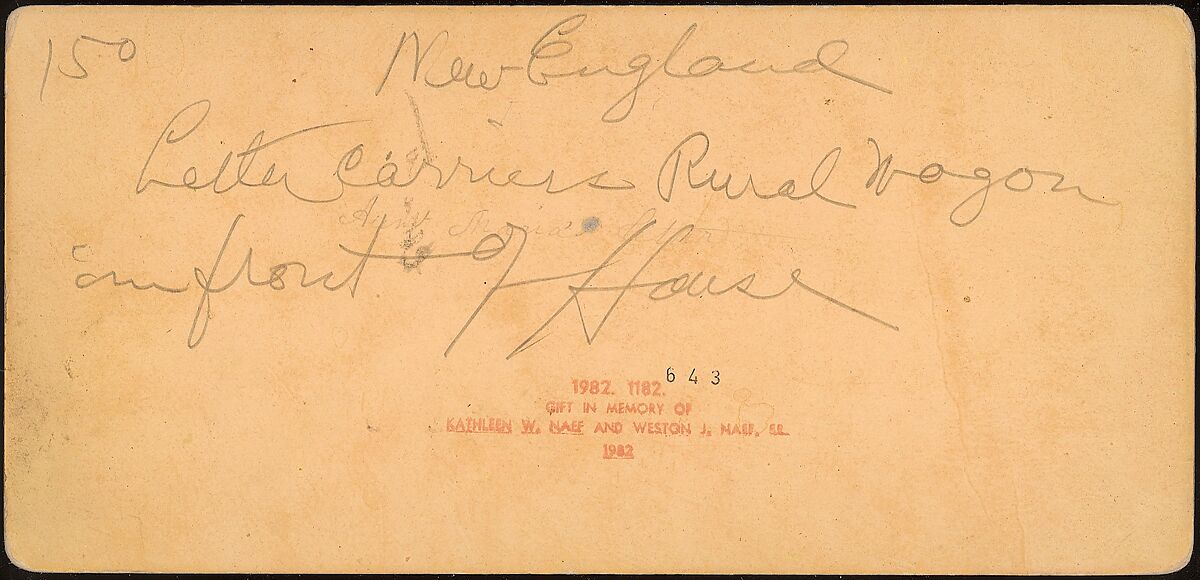 150
New England
Letter Carriers Rural Wagon
in front of House
1982. 1182. 643
GIFT IN MEMORY OF
KATHLEEN W. NAEF AND WESTON J. NAEF, SR.
1982